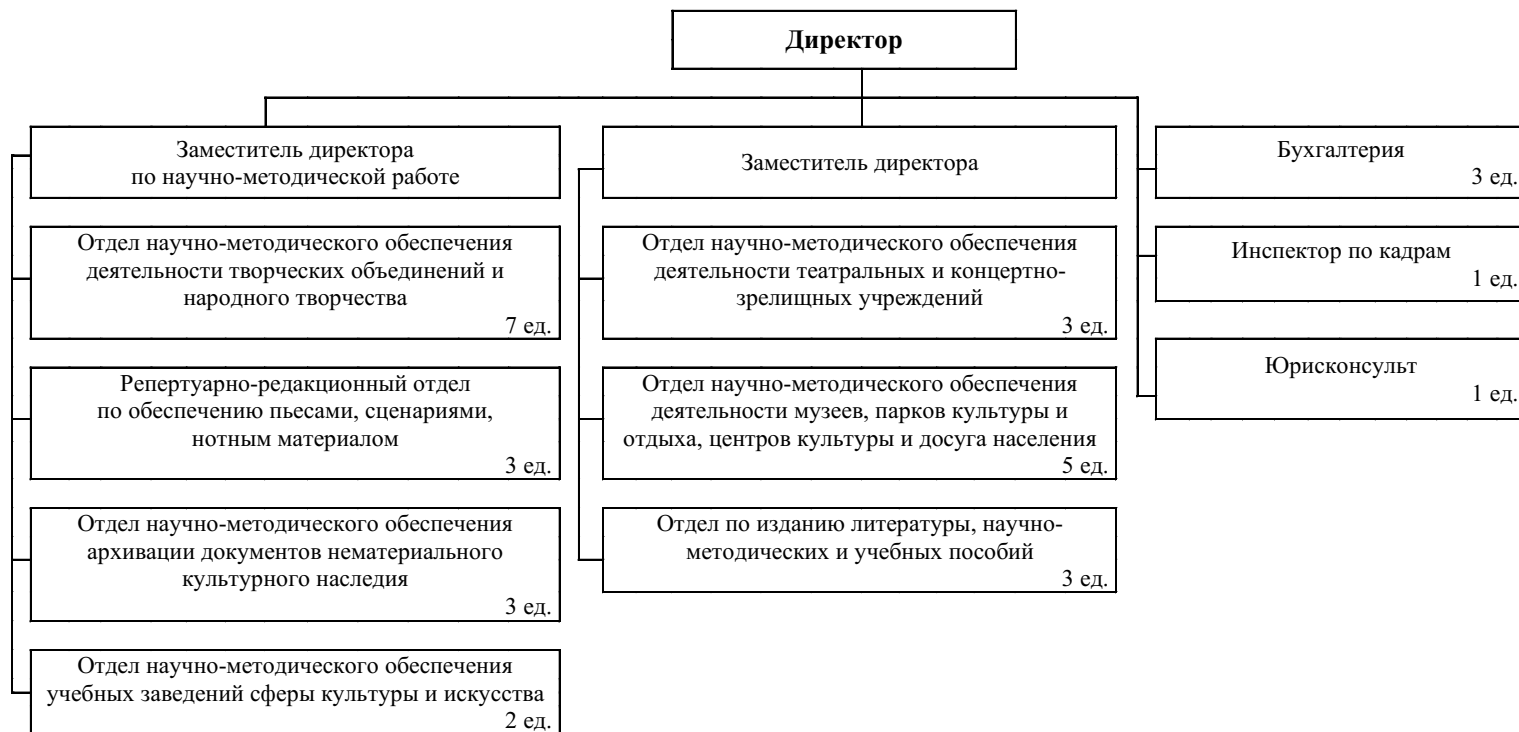 Директор
Заместитель директора
по научно-методической работе
Отдел научно-методического обеспечения
деятельности творческих объединений и
народного творчества
7 ед.
Репертуарно-редакционный отдел
по обеспечению пьесами, сценариями,
нотным материалом
3 ед.
Отдел научно-методического обеспечения
архивации документов нематериального
культурного наследия
3 ед.
Отдел научно-методического обеспечения
учебных заведений сферы культуры и искусства
2 ед.
Заместитель директора
Отдел научно-методического обеспечения
деятельности театральных и концертно-
зрелищных учреждений
3 ед.
Отдел научно-методического обеспечения
деятельности музеев, парков культуры и
отдыха, центров культуры и досуга населения
5 ед.
Отдел по изданию литературы, научно-
методических и учебных пособий
3 ед.
Бухгалтерия
3 ед.
Инспектор по кадрам
1 ед.
Юрисконсульт
1 ед.